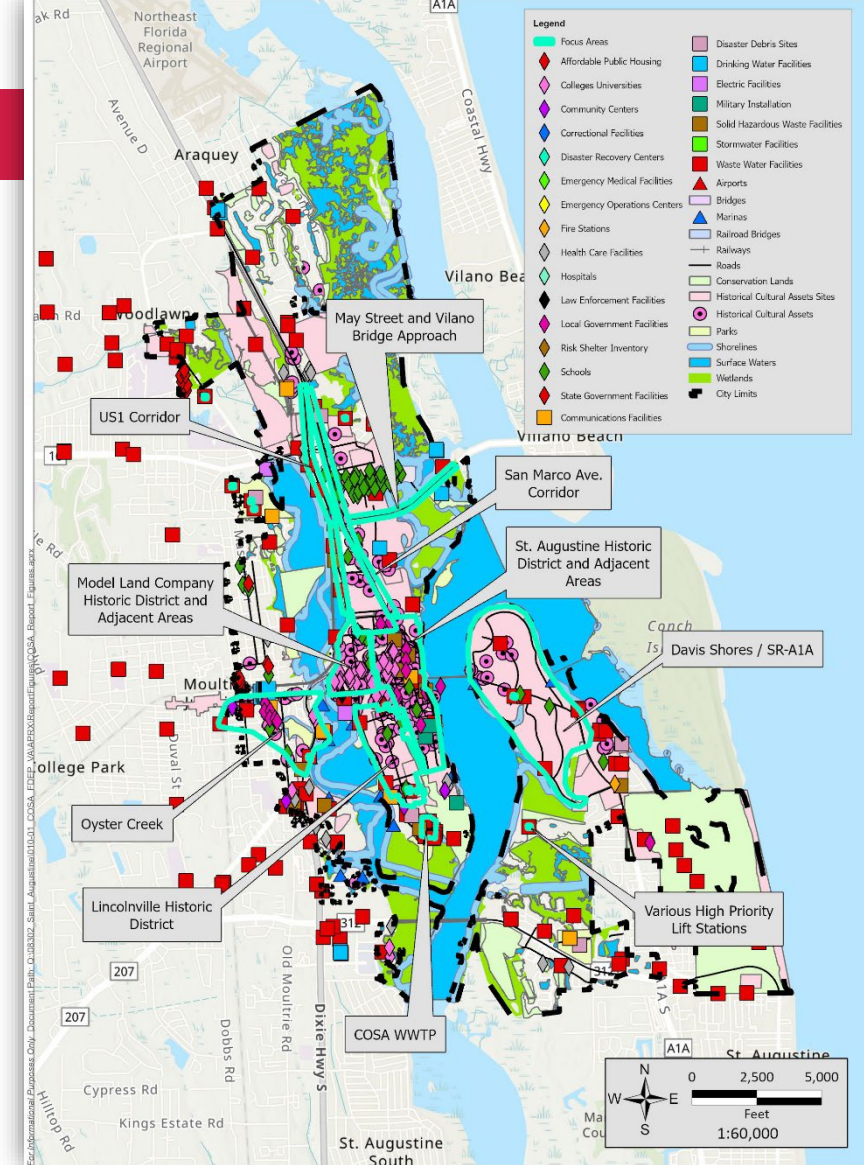 A1A
oak Rd
Northeast
Florida
Regional
Airport
Avenue D
Coastal Hwy
Araquey
Legend
Focus Areas
Affordable Public Housing
Colleges Universities
Community Centers
Correctional Facilities
Disaster Recovery Centers
Emergency Medical Facilities
Emergency Operations Centers
Fire Stations
Health Care Facilities
Hospitals
Law Enforcement Facilities
Local Government Facilities
Risk Shelter Inventory
Schools
State Government Facilities
Communications Facilities
Disaster Debris Sites
Drinking Water Facilities
Electric Facilities
Military Installation
Solid Hazardous Waste Facilities
Stormwater Facilities
Waste Water Facilities
Airports
Bridges
Marinas
Railroad Bridges
Railways
Roads
Conservation Lands
Historical Cultural Assets Sites
Historical Cultural Assets
Parks
Shorelines
Surface Waters
Wetlands
City Limits
Vilano Bea
Woodlawn
Rd
May Street and Vilano
Bridge Approach
US1 Corridor
Villano Beach
San Marco Ave.
Corridor
St. Augustine Historic
District and Adjacent
Areas
Model Land Company
Historic District and
Adjacent Areas
Conch
Davis Shores / SR-A1A
Moultrie
Duval St
ollege Park
Oyster Creek
Lincolnville Historic
District
Various High Priority
Lift Stations
312
312
207
207
Old Moultrie Rd
Dixie Hwy S
Dobbs Rd
COSA WWTP
A1A S
A1A
St. Augustine
Cypress Rd
Kings Estate Rd
Hilltop Rd
St. Augustine
South
N
W
E
S
0 2,500 5,000
Feet
1:60,000